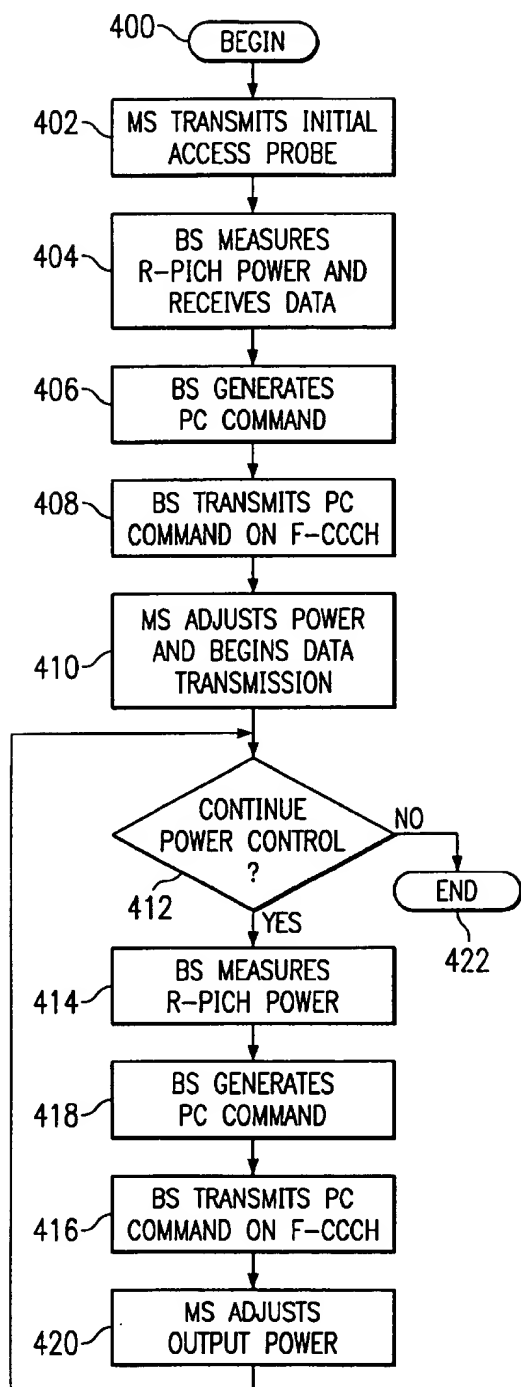 400
BEGIN
402
MS TRANSMITS INITIAL
ACCESS PROBE
404
BS MEASURES
R-PICH POWER AND
RECEIVES DATA
406
BS GENERATES
PC COMMAND
408
BS TRANSMITS PC
COMMAND ON F-CCCH
410
MS ADJUSTS POWER
AND BEGINS DATA
TRANSMISSION
CONTINUE
POWER CONTROL
?
412
NO
END
422
YES
414
BS MEASURES
R-PICH POWER
418
BS GENERATES
PC COMMAND
416
BS TRANSMITS PC
COMMAND ON F-CCCH
420
MS ADJUSTS
OUTPUT POWER